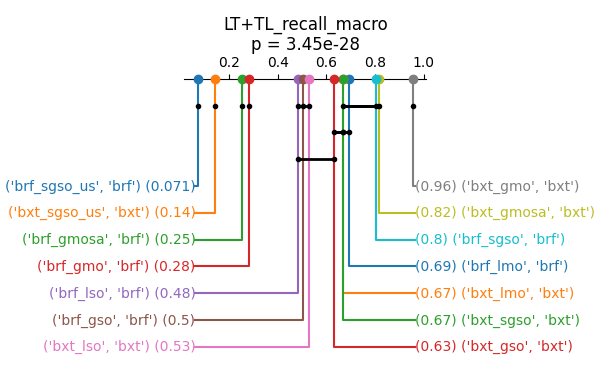 LT+TL_recall_macro
p = 3.45e-28
0.2 0.4 0.6 0.8 1.0
('brf_sgso_us', 'brf') (0.071) (0.96) ('bxt_gmo', 'bxt')
('bxt_sgso_us', 'bxt') (0.14) (0.82) ('bxt_gmosa', 'bxt')
('brf_gmosa', 'brf') (0.25) (0.8) ('brf_sgso', 'brf')
('brf_gmo', 'brf') (0.28) (0.69) ('brf_lmo', 'brf')
('brf_lso', 'brf') (0.48) (0.67) ('bxt_lmo', 'bxt')
('brf_gso', 'brf') (0.5) (0.67) ('bxt_sgso', 'bxt')
('bxt_lso', 'bxt') (0.53) (0.63) ('bxt_gso', 'bxt')